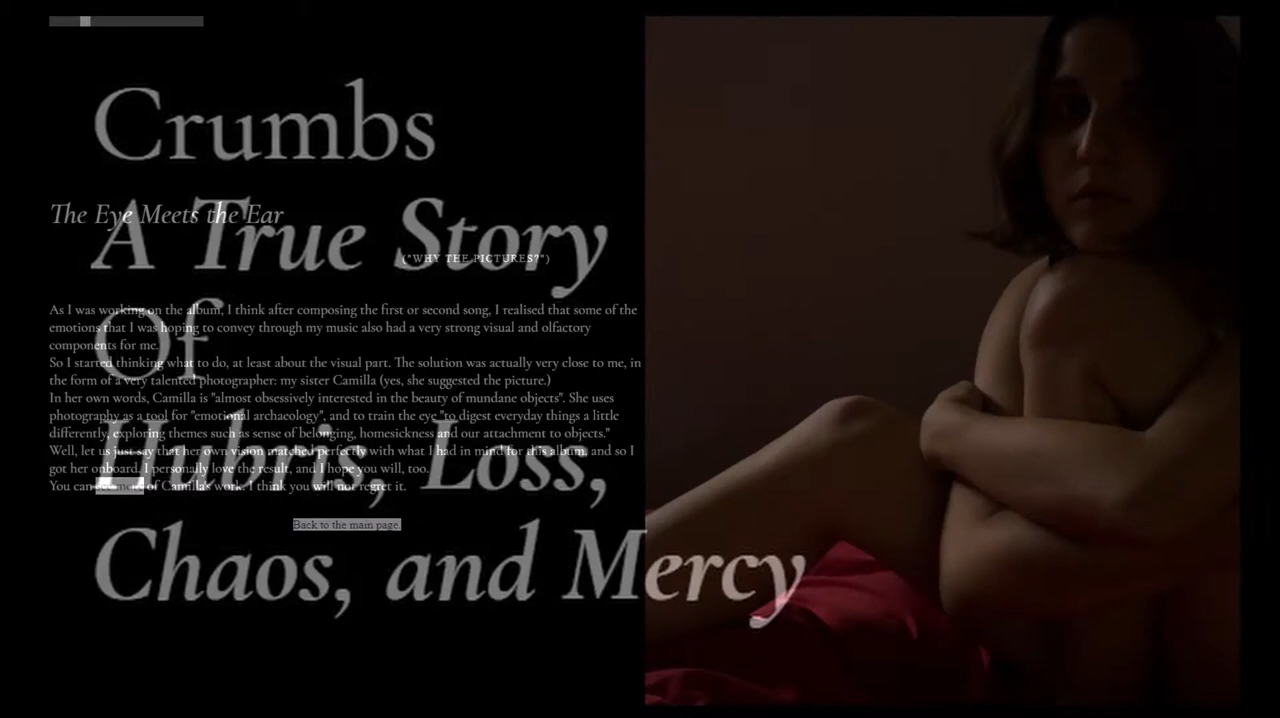 Crumbs
A True Story
Of
Hubris, Loss,
Chaos, and Mercy
The Eye Meets the Ear
("WHY THE PICTURES?")
As I was working on the album, I think after composing the first or second song, I realised that some of the
emotions that I was hoping to convey through my music also had a very strong visual and olfactory
components for me.
So I started thinking what to do, at least about the visual part. The solution was actually very close to me, in
the form of a very talented photographer: my sister Camilla (yes, she suggested the picture.)
In her own words, Camilla is "almost obsessively interested in the beauty of mundane objects". She uses
photography as a tool for "emotional archaeology", and to train the eye "to digest everyday things a little
differently, exploring themes such as sense of belonging, homesickness and our attachment to objects."
Well, let us just say that her own vision matched perfectly with what I had in mind for this album, and so I
got her onboard. I personally love the result, and I hope you will, too.
You can see more of Camilla's work. I think you will not regret it.
Back to the main page.